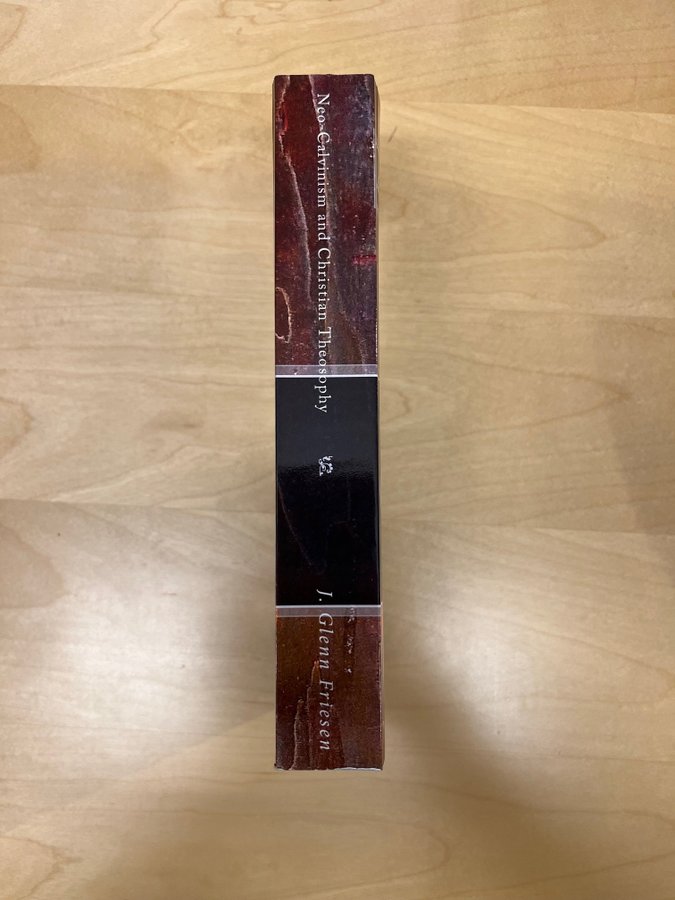 Neo-Calvinism and Christian Theosophy
J. Glenn Friesen